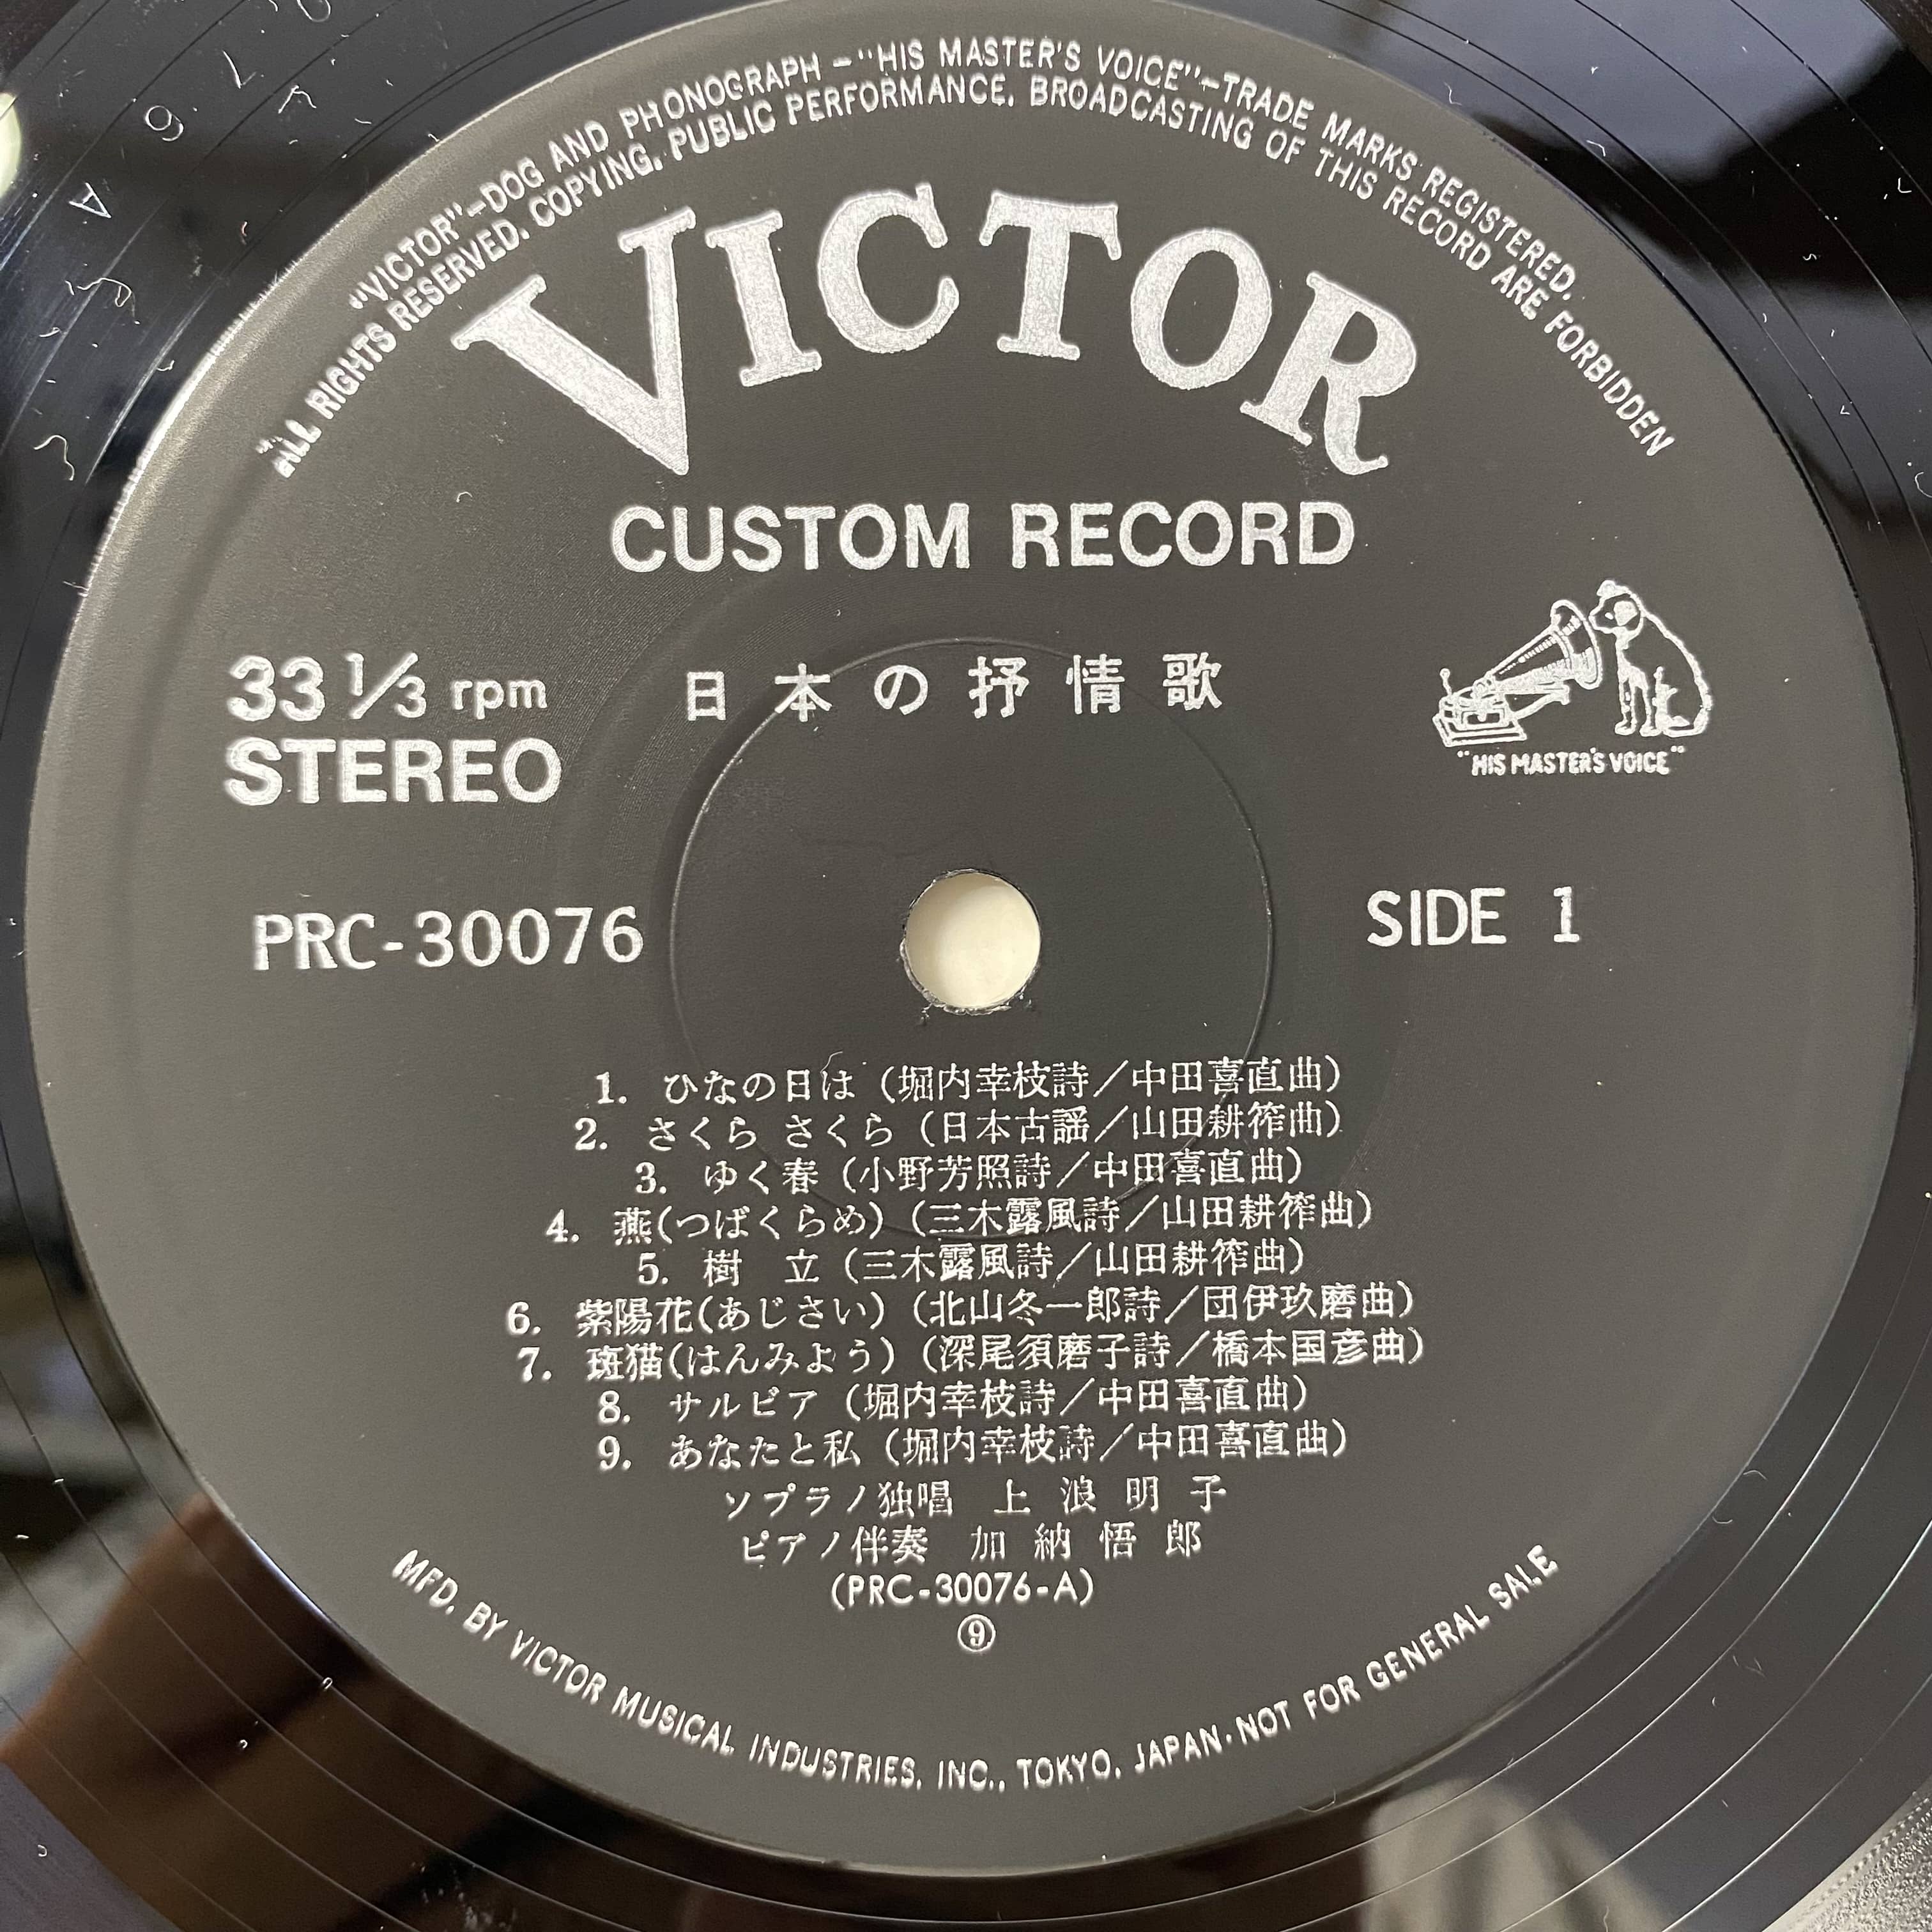 "VICTOR"–DOG AND PHONOGRAPH – "HIS MASTER'S VOICE"–TRADE MARKS REGISTERED.
ALL RIGHTS RESERVED. COPYING, PUBLIC PERFORMANCE, BROADCASTING OF THIS RECORD ARE FORBIDDEN
VICTOR
CUSTOM RECORD
33 1/3 rpm
STEREO
日本の抒情歌
"HIS MASTER'S VOICE"
PRC-30076
SIDE 1
1. ひなの日は(堀内幸枝詩/中田喜直曲)
2. さくら さくら(日本古謡/山田耕筰曲)
3. ゆく春(小野芳照詩/中田喜直曲)
4. 燕(つばくらめ)(三木露風詩/山田耕筰曲)
5. 樹 立(三木露風詩/山田耕筰曲)
6. 紫陽花(あじさい)(北山冬一郎詩/団伊玖磨曲)
7. 斑猫(はんみよう)(深尾須磨子詩/橋本国彦曲)
8. サルビア(堀内幸枝詩/中田喜直曲)
9. あなたと私(堀内幸枝詩/中田喜直曲)
ソプラノ独唱 上浪明子
ピアノ伴奏 加納悟郎
(PRC-30076-A)
⑨
MFD. BY VICTOR MUSICAL INDUSTRIES, INC., TOKYO, JAPAN·NOT FOR GENERAL SALE